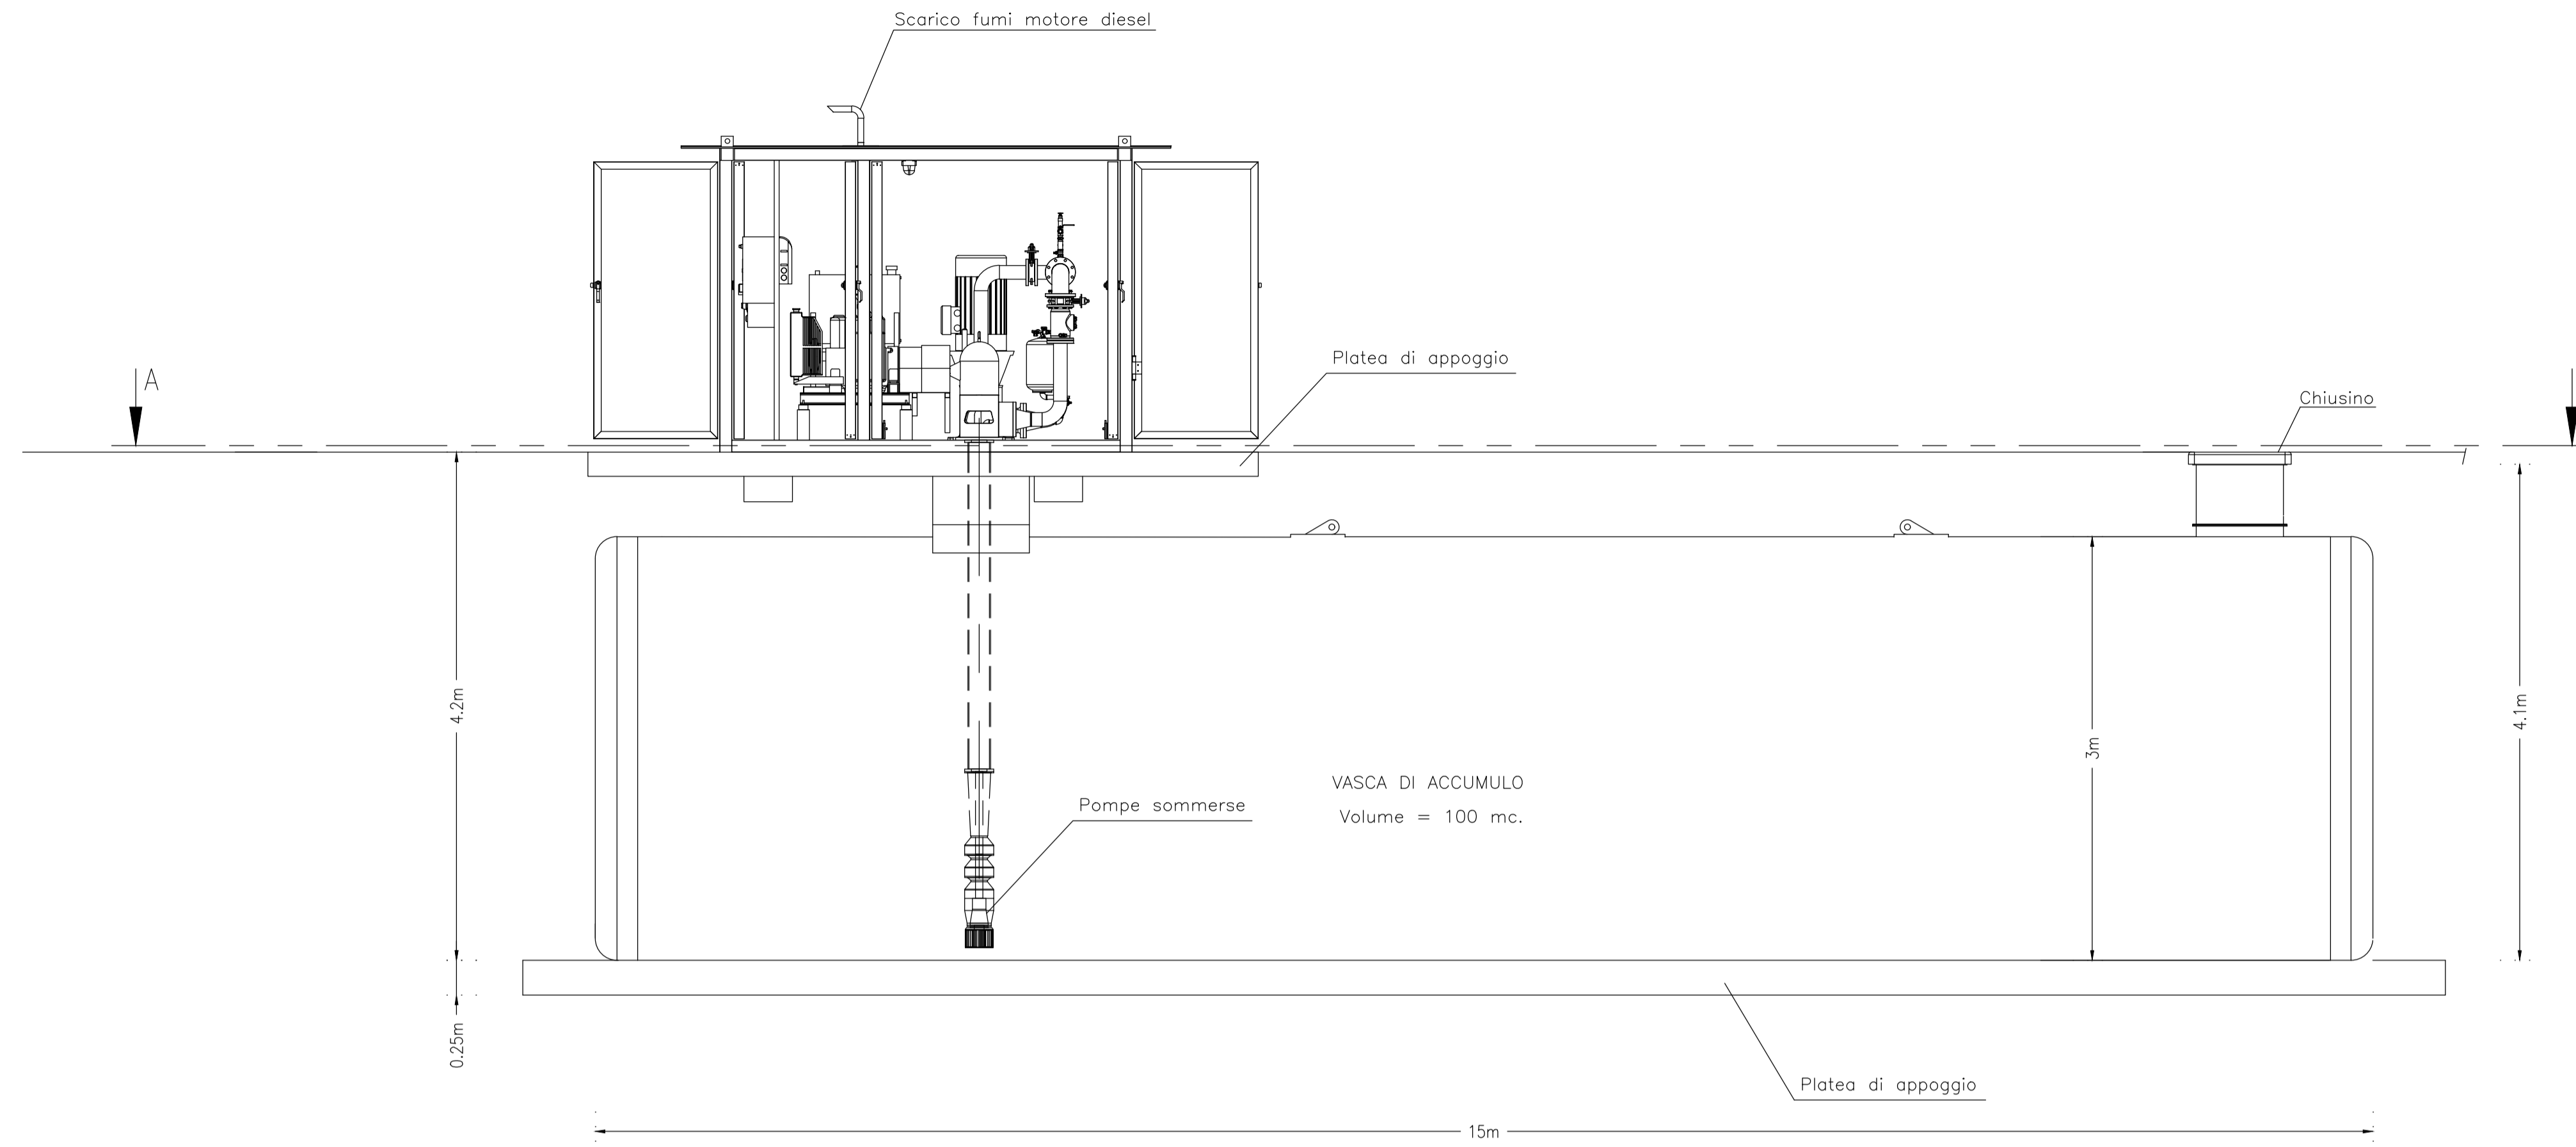 Scarico fumi motore diesel
Platea di appoggio
A
Chiusino
4.2m
4.1m
3m
VASCA DI ACCUMULO
Volume = 100 mc.
Pompe sommerse
0.25m
Platea di appoggio
15m